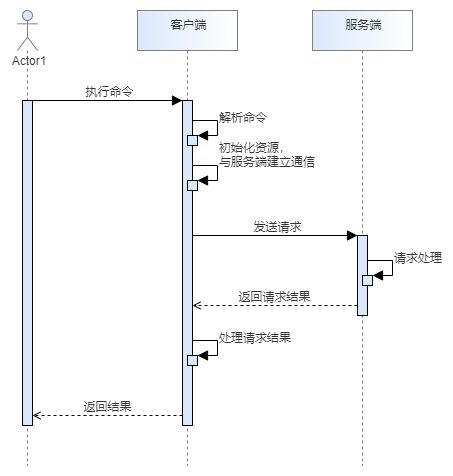 客户端
服务端
Actor1
执行命令
解析命令
初始化资源，
与服务端建立通信
发送请求
请求处理
返回请求结果
处理请求结果
返回结果